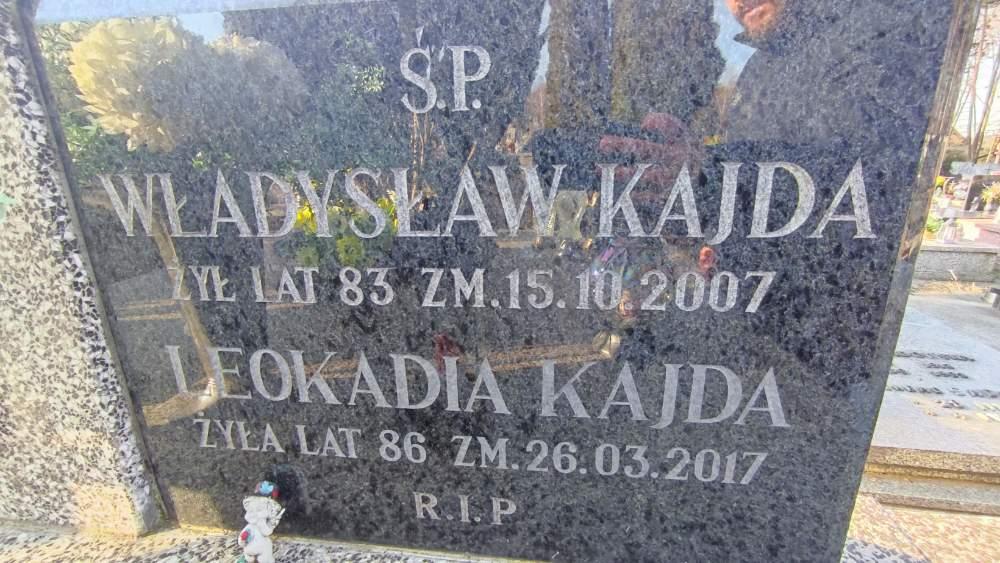 Ś.P.
WŁADYSŁAW KAJDA
ŻYŁ LAT 83 ZM.15.10.2007
LEOKADIA KAJDA
ŻYŁA LAT 86 ZM.26.03.2017
R.I.P